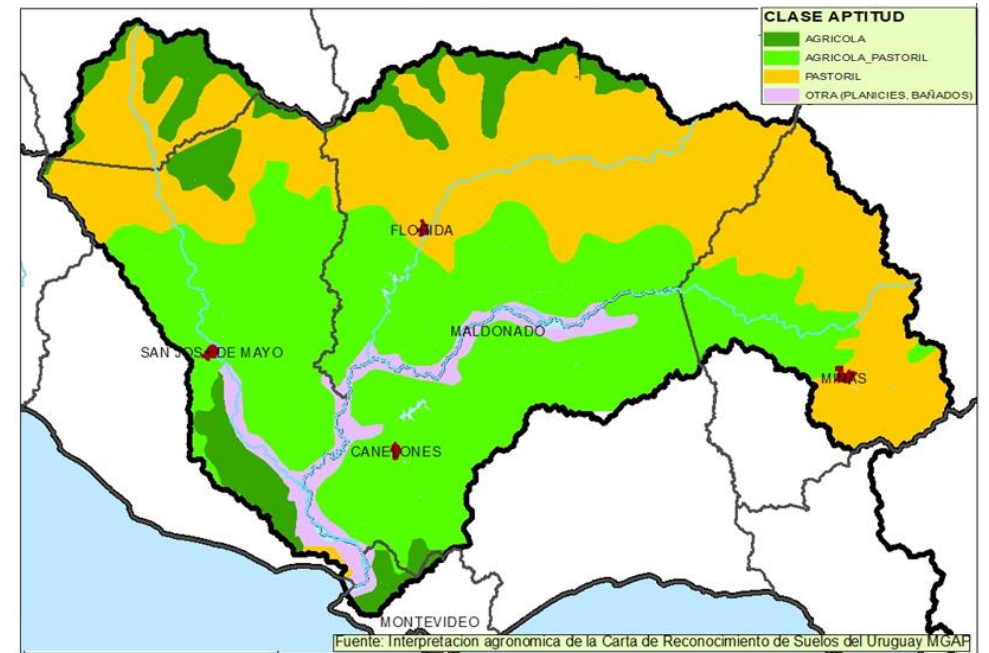 CLASE APTITUD
AGRICOLA
AGRICOLA_PASTORIL
PASTORIL
OTRA (PLANICIES, BAÑADOS)
FLORIDA
MALDONADO
SAN JOSE DE MAYO
MINAS
CANELONES
MONTEVIDEO
Fuente: Interpretacion agronomica de la Carta de Reconocimiento de Suelos del Uruguay MGAP